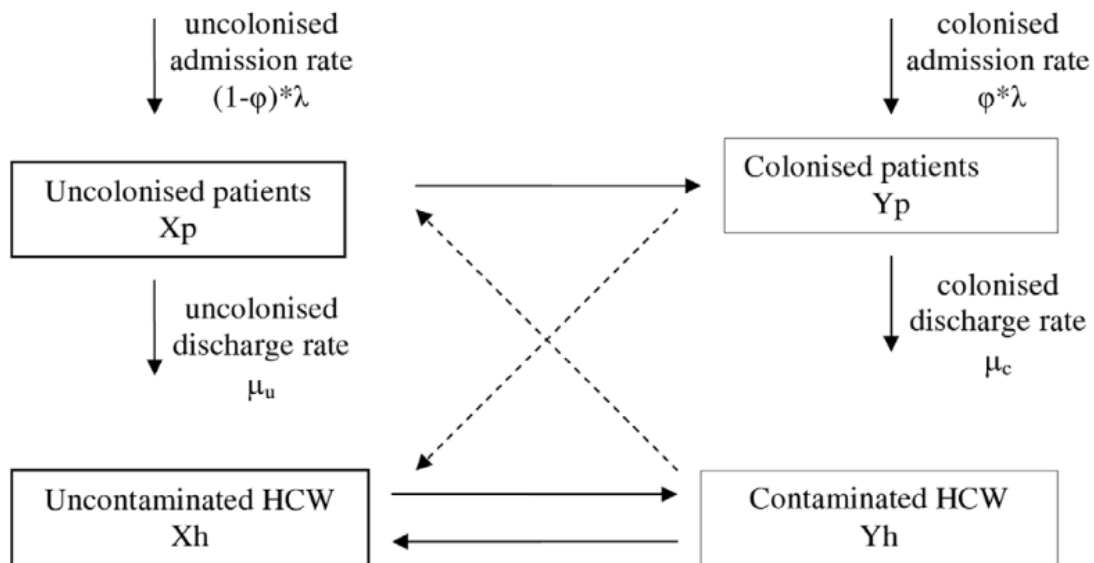 uncolonised
admission rate
(1-φ)*λ
colonised
admission rate
φ*λ
Uncolonised patients
Xp
Colonised patients
Yp
uncolonised
discharge rate
μu
colonised
discharge rate
μc
Uncontaminated HCW
Xh
Contaminated HCW
Yh